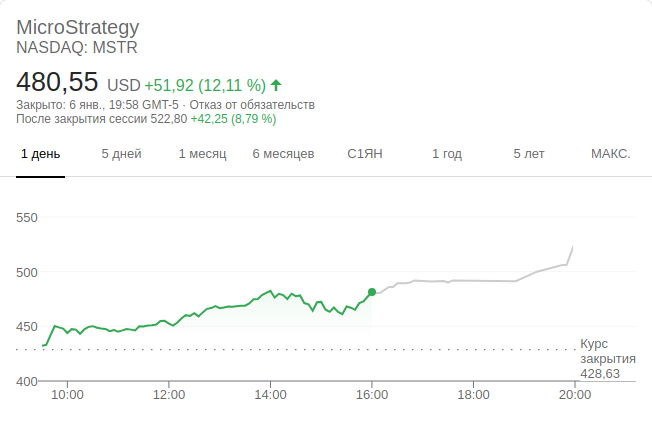 MicroStrategy
NASDAQ: MSTR
480,55 USD +51,92 (12,11 %)
Закрыто: 6 янв., 19:58 GMT-5 · Отказ от обязательств
После закрытия сессии 522,80 +42,25 (8,79 %)
1 день 5 дней 1 месяц 6 месяцев С1ЯН 1 год 5 лет МАКС.
550
500
450
400
Курс
закрытия
428,63
10:00 12:00 14:00 16:00 18:00 20:00